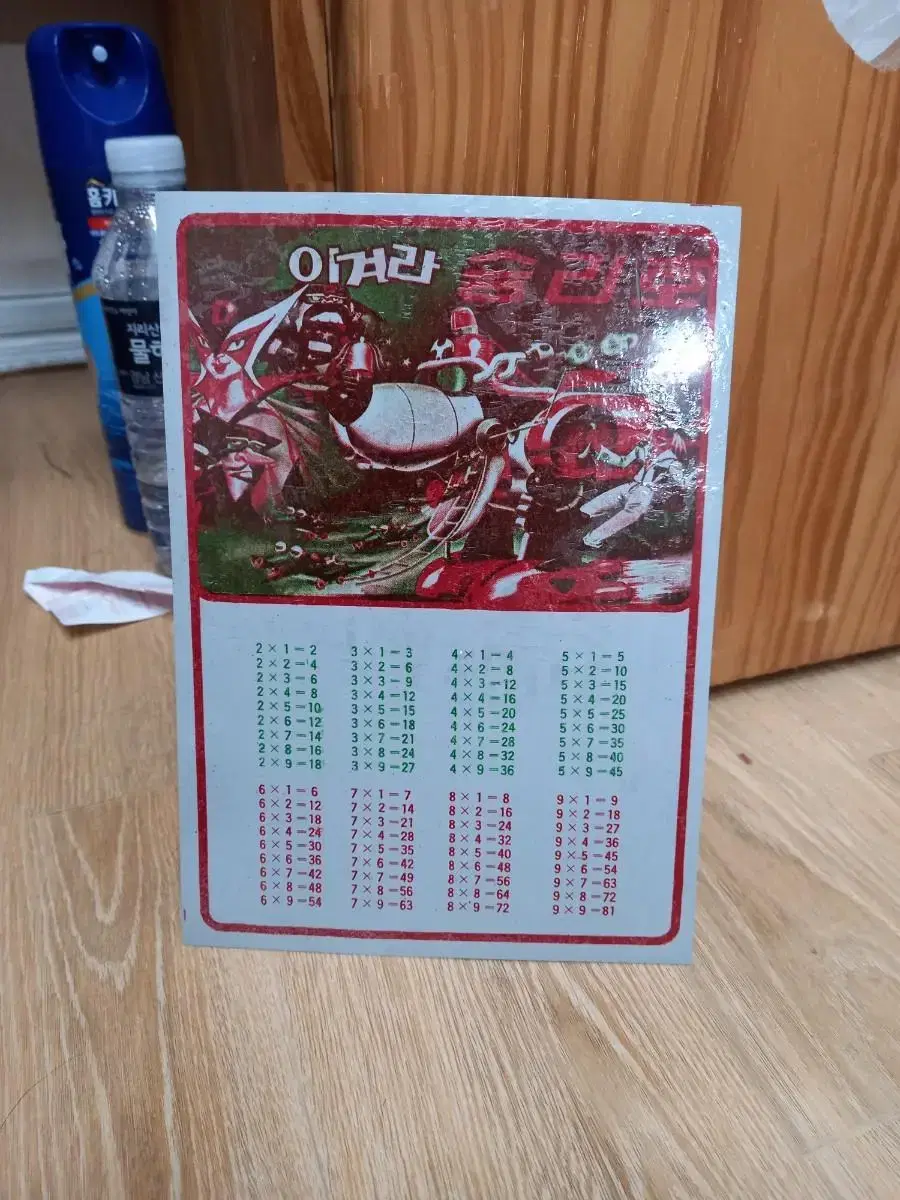 이겨라 승리호
홈키
지리산
물하
2 × 1 = 2 3 × 1 = 3 4 × 1 = 4 5 × 1 = 5
2 × 2 = 4 3 × 2 = 6 4 × 2 = 8 5 × 2 = 10
2 × 3 = 6 3 × 3 = 9 4 × 3 = 12 5 × 3 = 15
2 × 4 = 8 3 × 4 = 12 4 × 4 = 16 5 × 4 = 20
2 × 5 = 10 3 × 5 = 15 4 × 5 = 20 5 × 5 = 25
2 × 6 = 12 3 × 6 = 18 4 × 6 = 24 5 × 6 = 30
2 × 7 = 14 3 × 7 = 21 4 × 7 = 28 5 × 7 = 35
2 × 8 = 16 3 × 8 = 24 4 × 8 = 32 5 × 8 = 40
2 × 9 = 18 3 × 9 = 27 4 × 9 = 36 5 × 9 = 45
6 × 1 = 6 7 × 1 = 7 8 × 1 = 8 9 × 1 = 9
6 × 2 = 12 7 × 2 = 14 8 × 2 = 16 9 × 2 = 18
6 × 3 = 18 7 × 3 = 21 8 × 3 = 24 9 × 3 = 27
6 × 4 = 24 7 × 4 = 28 8 × 4 = 32 9 × 4 = 36
6 × 5 = 30 7 × 5 = 35 8 × 5 = 40 9 × 5 = 45
6 × 6 = 36 7 × 6 = 42 8 × 6 = 48 9 × 6 = 54
6 × 7 = 42 7 × 7 = 49 8 × 7 = 56 9 × 7 = 63
6 × 8 = 48 7 × 8 = 56 8 × 8 = 64 9 × 8 = 72
6 × 9 = 54 7 × 9 = 63 8 × 9 = 72 9 × 9 = 81